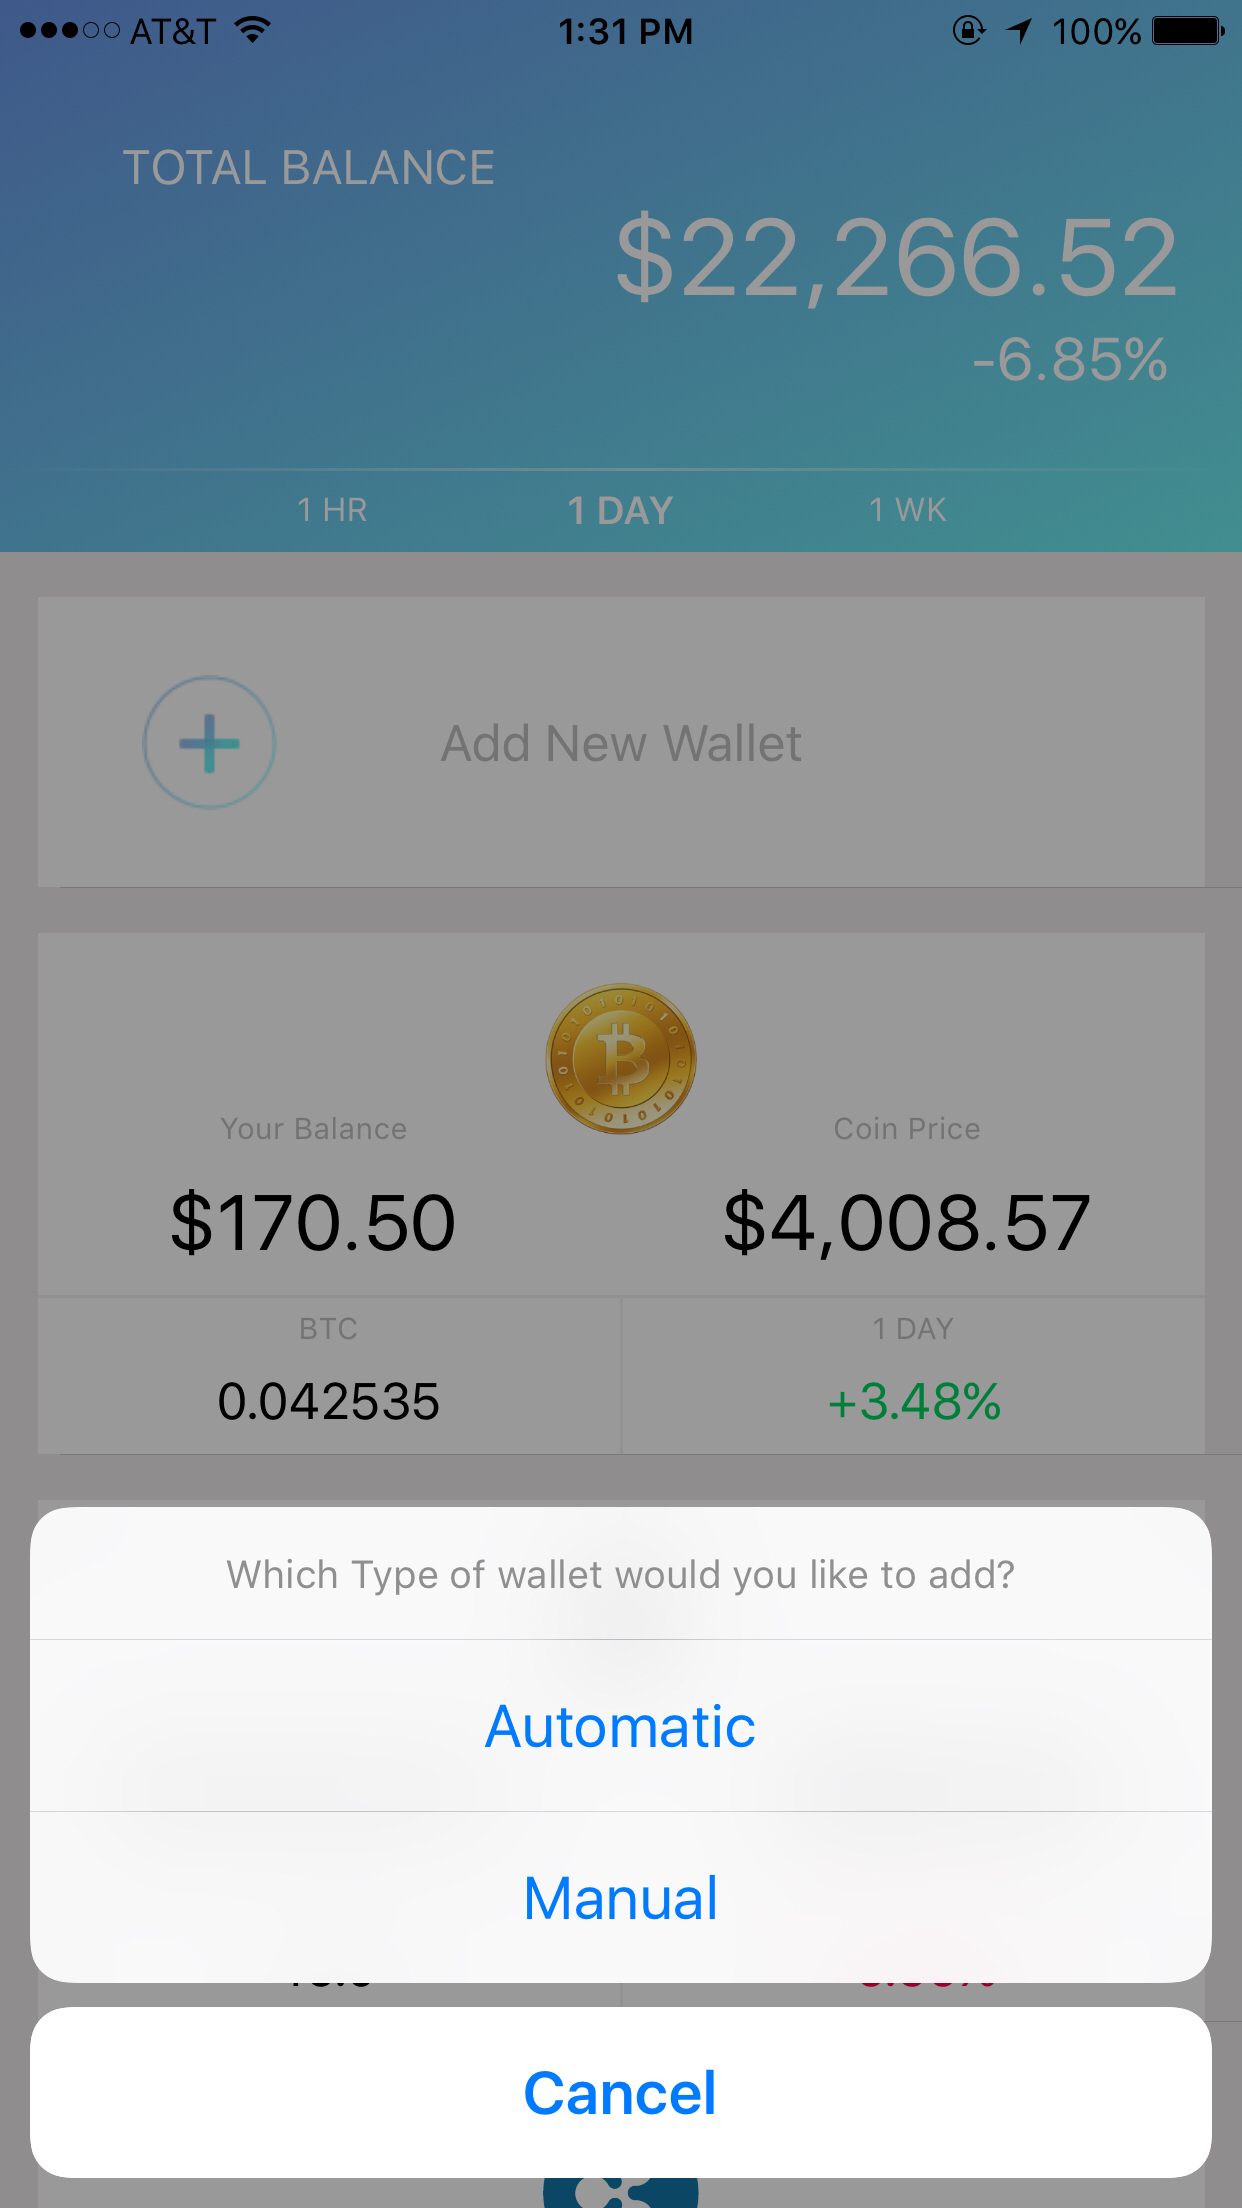 AT&T 1:31 PM 100%
TOTAL BALANCE
$22,266.52
-6.85%
1 HR 1 DAY 1 WK
Add New Wallet
Your Balance Coin Price
$170.50 $4,008.57
BTC 1 DAY
0.042535 +3.48%
Which Type of wallet would you like to add?
Automatic
Manual
Cancel